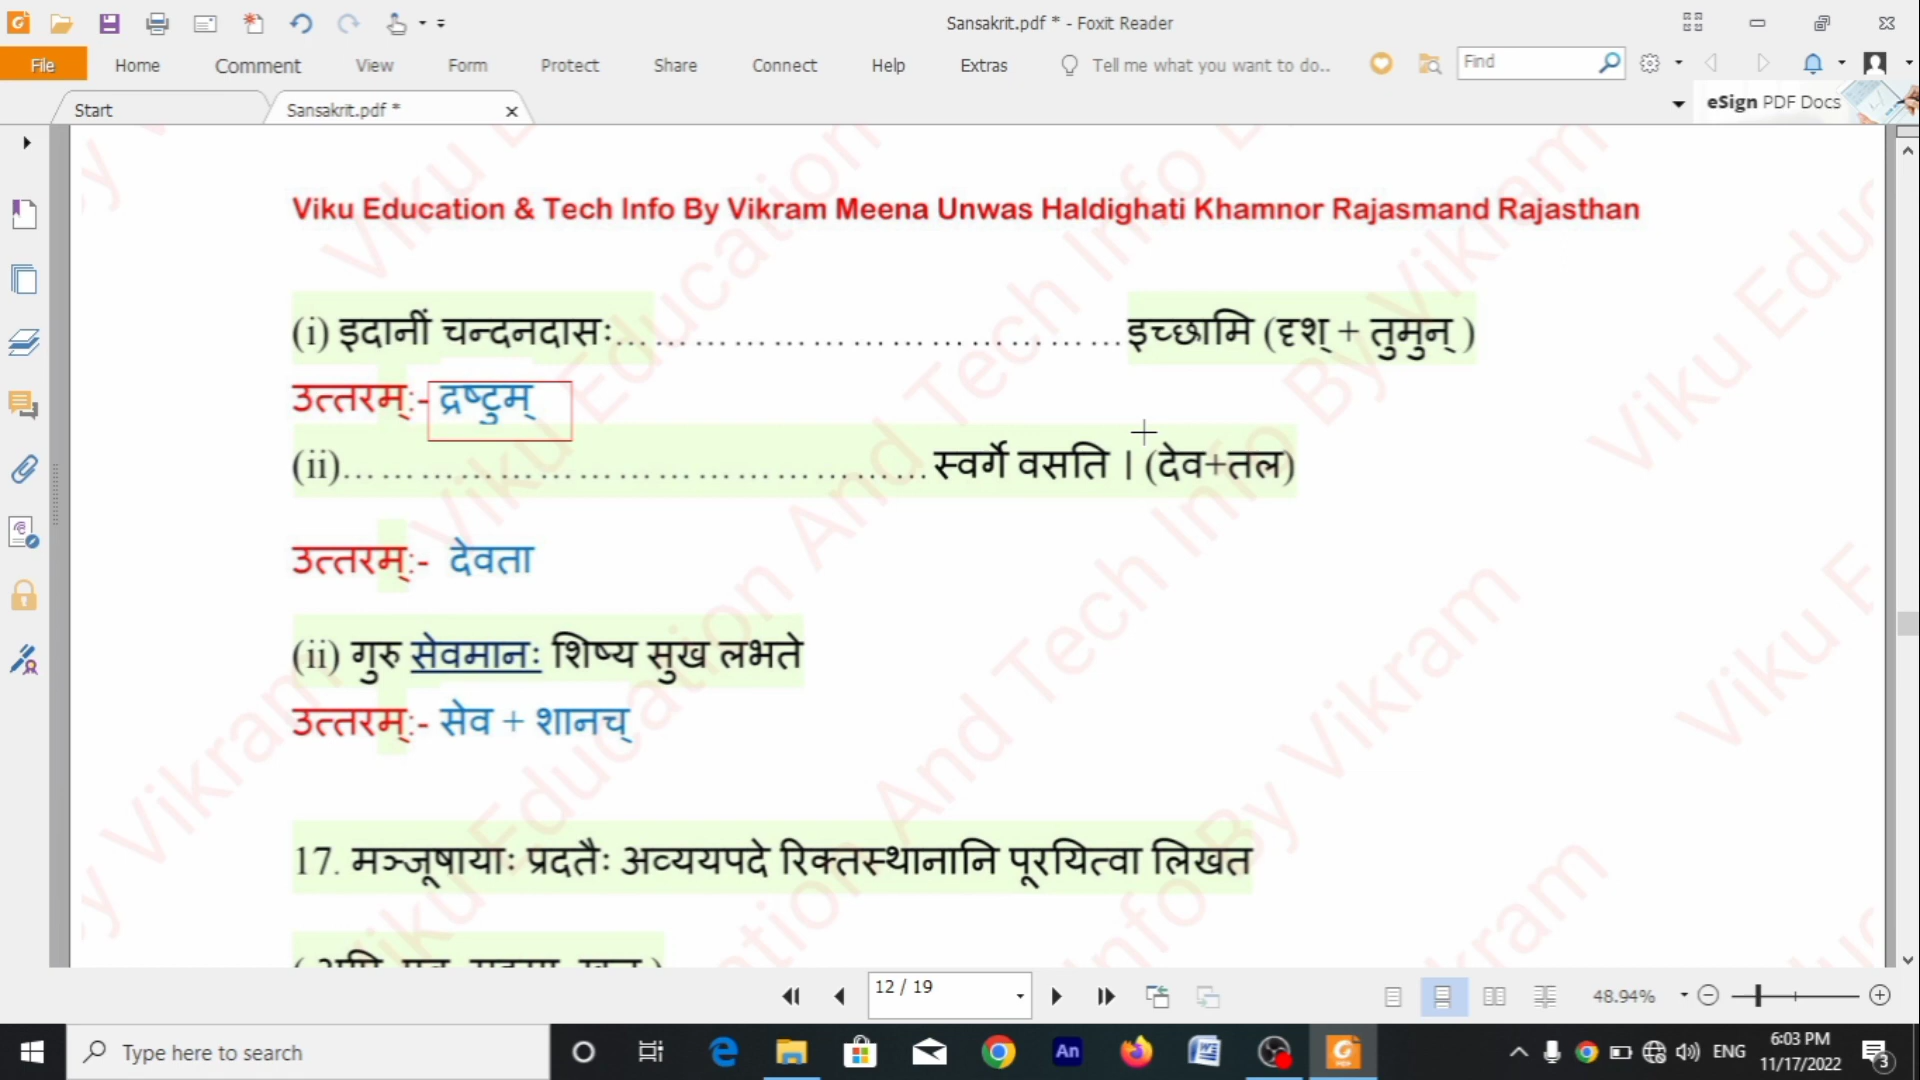 Sansakrit.pdf * - Foxit Reader
File Home Comment View Form Protect Share Connect Help Extras Tell me what you want to do.. Find
Start Sansakrit.pdf * eSign PDF Docs
Viku Education & Tech Info By Vikram Meena Unwas Haldighati Khamnor Rajasmand Rajasthan
(i) इदानीं चन्दनदासः........................................इच्छामि (दृश् + तुमुन् )
उत्तरम्:- द्रष्टुम्
(ii).............................................. स्वर्गे वसति । (देव+तल)
उत्तरम्:- देवता
(ii) गुरु सेवमानः शिष्य सुख लभते
उत्तरम्:- सेव + शानच्
17. मञ्जूषायाः प्रदतैः अव्ययपदे रिक्तस्थानानि पूरयित्वा लिखत
12 / 19 48.94%
Type here to search An ENG 6:03 PM
11/17/2022 3